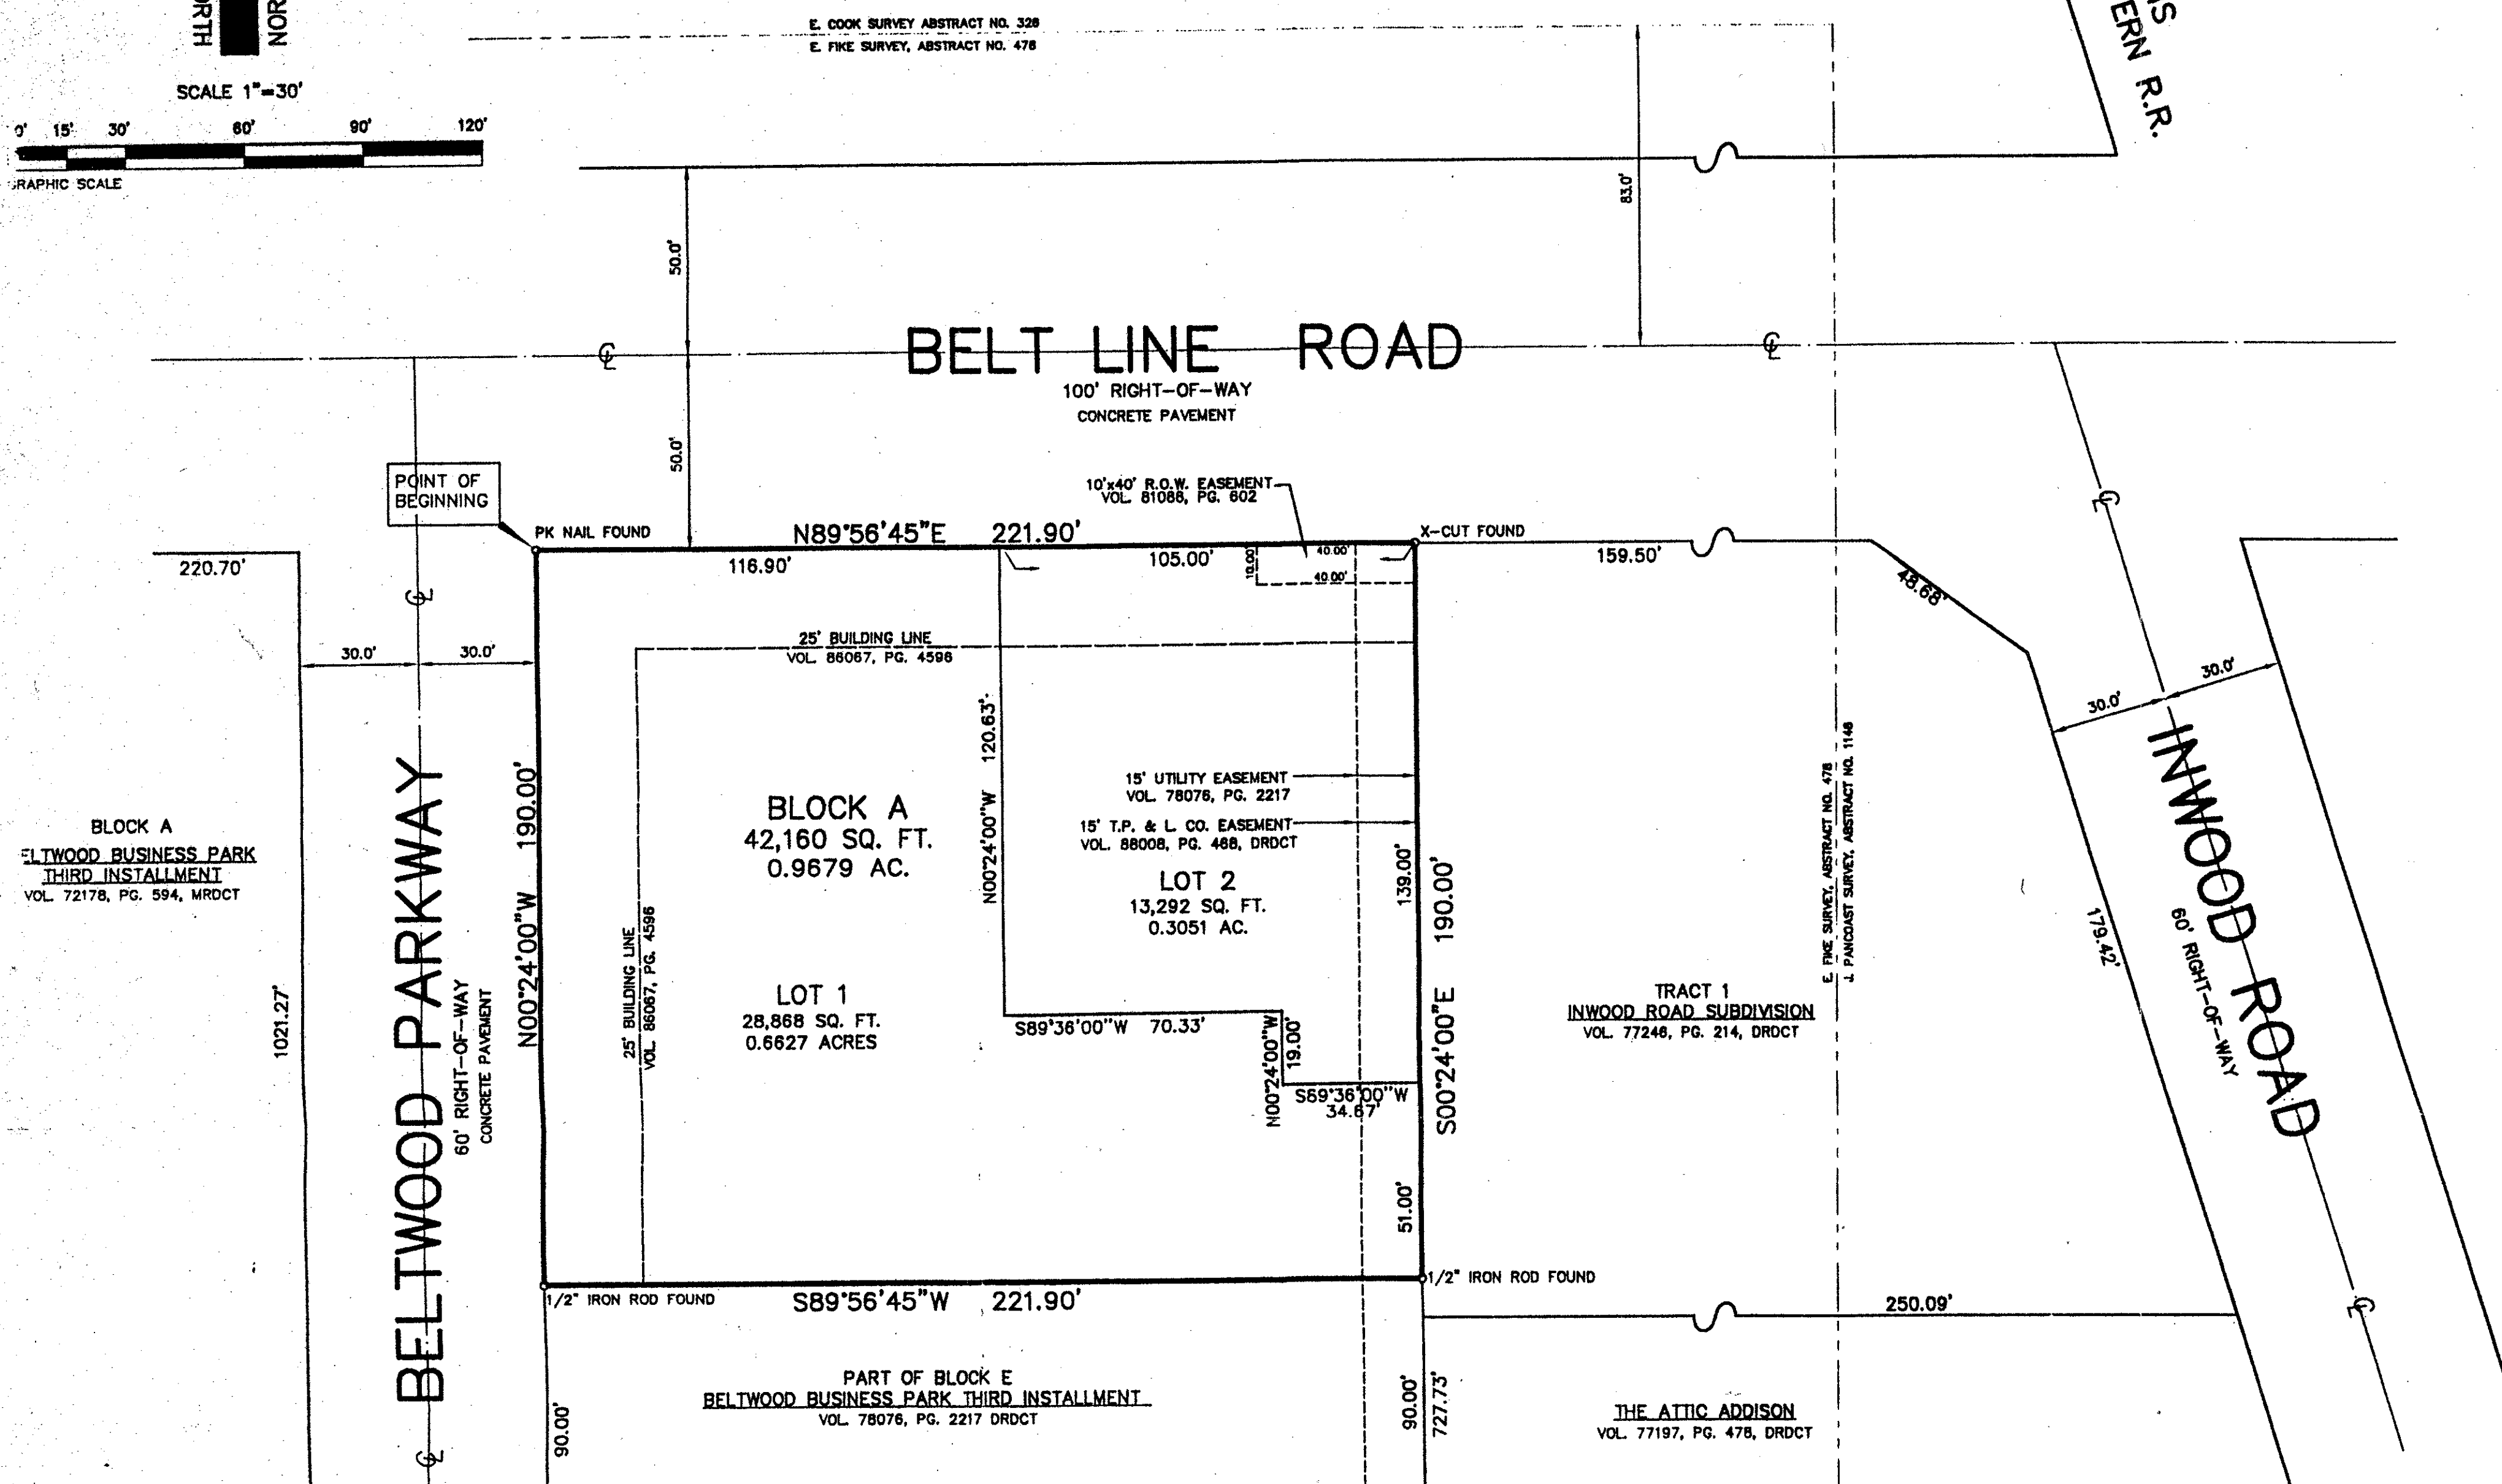 NORTH
SCALE 1"=30'
0' 15' 30' 60' 90' 120'
GRAPHIC SCALE
E. COOK SURVEY ABSTRACT NO. 326
E. FIKE SURVEY, ABSTRACT NO. 478
ERN R.R.
83.0'
50.0'
BELT LINE ROAD
100' RIGHT-OF-WAY
CONCRETE PAVEMENT
50.0'
POINT OF
BEGINNING
PK NAIL FOUND
N89°56'45"E 221.90'
10'x40' R.O.W. EASEMENT
VOL. 81088, PG. 602
X-CUT FOUND
220.70'
116.90'
105.00'
10.00'
40.00'
40.00'
159.50'
48.68'
30.0'
30.0'
25' BUILDING LINE
VOL. 86067, PG. 4596
30.0'
30.0'
BELTWOOD PARKWAY
60' RIGHT-OF-WAY
CONCRETE PAVEMENT
N00°24'00"W 190.00'
25' BUILDING LINE
VOL. 86067, PG. 4596
BLOCK A
42,160 SQ. FT.
0.9679 AC.
N00°24'00"W 120.63'
15' UTILITY EASEMENT
VOL. 78076, PG. 2217
15' T.P. & L. CO. EASEMENT
VOL. 88008, PG. 468, DRDCT
LOT 2
13,292 SQ. FT.
0.3051 AC.
139.00'
S00°24'00"E 190.00'
E. FIKE SURVEY, ABSTRACT NO. 478
J. PANCOAST SURVEY, ABSTRACT NO. 1146
INWOOD ROAD
60' RIGHT-OF-WAY
179.42'
BLOCK A
ELTWOOD BUSINESS PARK
THIRD INSTALLMENT
VOL. 72178, PG. 594, MRDCT
1021.27'
LOT 1
28,868 SQ. FT.
0.6627 ACRES
S89°36'00"W 70.33'
N00°24'00"W
19.00'
S69°36'00"W
34.67'
TRACT 1
INWOOD ROAD SUBDIVISION
VOL. 77246, PG. 214, DRDCT
51.00'
1/2" IRON ROD FOUND
S89°56'45"W 221.90'
1/2" IRON ROD FOUND
250.09'
PART OF BLOCK E
BELTWOOD BUSINESS PARK THIRD INSTALLMENT
VOL. 78076, PG. 2217 DRDCT
90.00'
90.00'
727.73'
THE ATTIC ADDISON
VOL. 77197, PG. 478, DRDCT